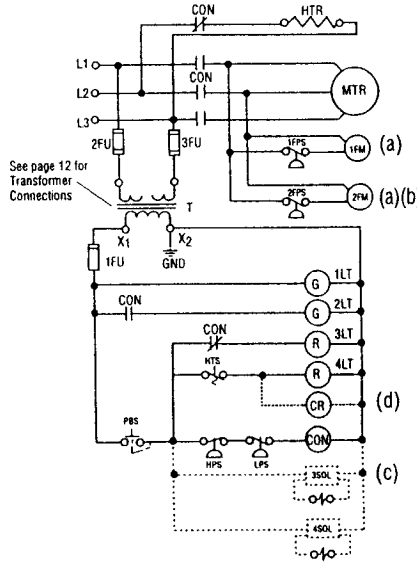 CON
HTR
L1
CON
L2
MTR
L3
1FPS
1FM
(a)
2FU
3FU
See page 12 for
Transformer
Connections
2FPS
2FM
(a)(b
T
X1
X2
1FU
GND
G
1LT
CON
G
2LT
CON
R
3LT
HTS
R
4LT
CR
(d)
PBS
CON
HPS
LPS
(c)
3SOL
4SOL